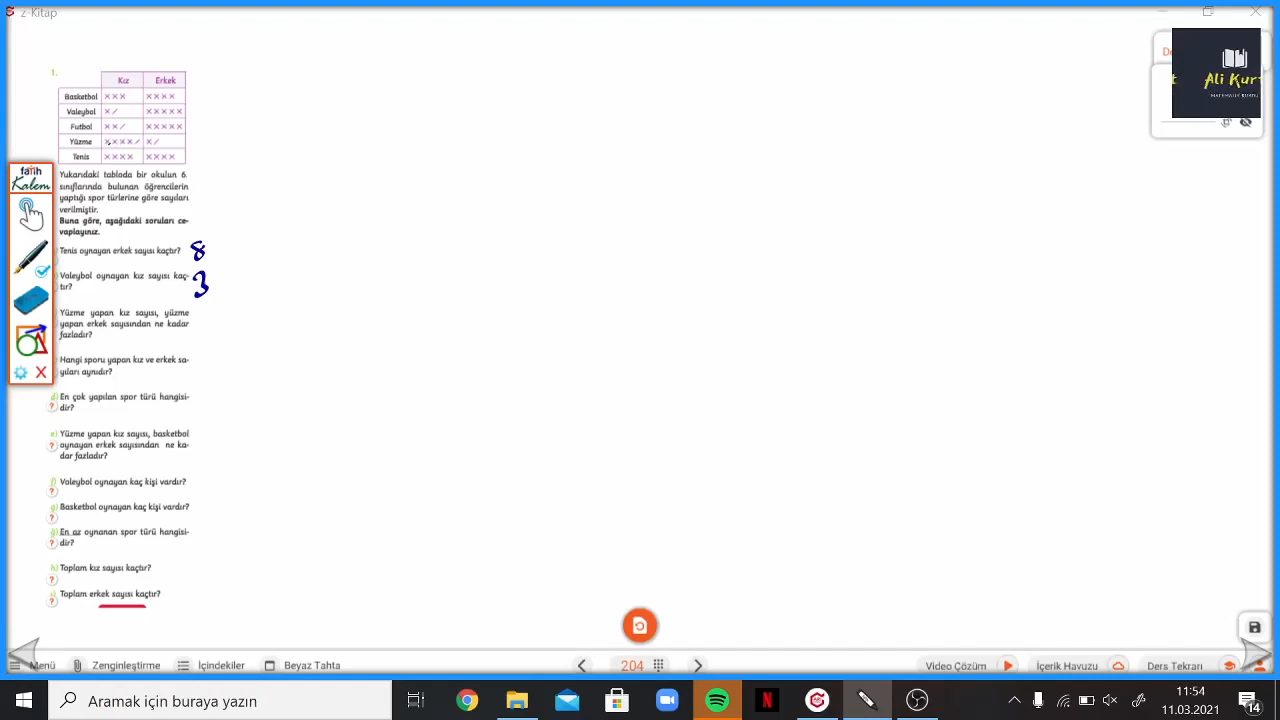 z-Kitap
1.
Kız Erkek
Basketbol ××× ××××
Valeybol ×/ ×××××
Futbol ××/ ×××××
Yüzme ××××/ ×/
Tenis ×××× ××××
Yukarıdaki tabloda bir okulun 6.
sınıflarında bulunan öğrencilerin
yaptığı spor türlerine göre sayıları
verilmiştir.
Buna göre, aşağıdaki soruları ce-
vaplayınız.
Tenis oynayan erkek sayısı kaçtır? 8
Voleybol oynayan kız sayısı kaç-
tır? 3
Yüzme yapan kız sayısı, yüzme
yapan erkek sayısından ne kadar
fazladır?
Hangi sporu yapan kız ve erkek sa-
yıları aynıdır?
d) En çok yapılan spor türü hangisi-
? dir?
e) Yüzme yapan kız sayısı, basketbol
? oynayan erkek sayısından ne ka-
dar fazladır?
f) Voleybol oynayan kaç kişi vardır?
?
g) Basketbol oynayan kaç kişi vardır?
?
ğ) En az oynanan spor türü hangisi-
? dir?
h) Toplam kız sayısı kaçtır?
?
ı) Toplam erkek sayısı kaçtır?
?
fatih
Kalem
De
Ali Kurt
Menü Zenginleştirme İçindekiler Beyaz Tahta 204 Video Çözüm İçerik Havuzu Ders Tekrarı
Aramak için buraya yazın
11:54
11.03.2021
14